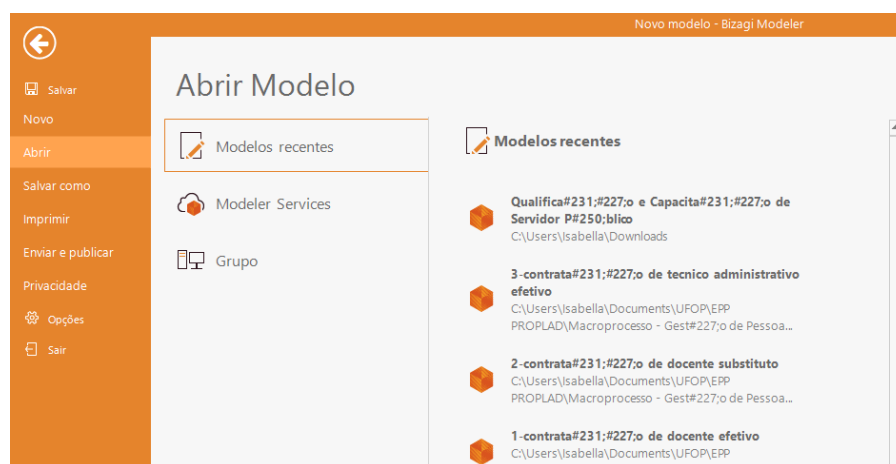 Novo modelo - Bizagi Modeler
Salvar
Novo
Abrir
Salvar como
Imprimir
Enviar e publicar
Privacidade
Opções
Sair
Abrir Modelo
Modelos recentes
Modeler Services
Grupo
Modelos recentes
Qualifica#231;#227;o e Capacita#231;#227;o de
Servidor P#250;blico
C:\Users\Isabella\Downloads
3-contrata#231;#227;o de tecnico administrativo
efetivo
C:\Users\Isabella\Documents\UFOP\EPP
PROPLAD\Macroprocesso - Gest#227;o de Pessoa...
2-contrata#231;#227;o de docente substituto
C:\Users\Isabella\Documents\UFOP\EPP
PROPLAD\Macroprocesso - Gest#227;o de Pessoa...
1-contrata#231;#227;o de docente efetivo
C:\Users\Isabella\Documents\UFOP\EPP